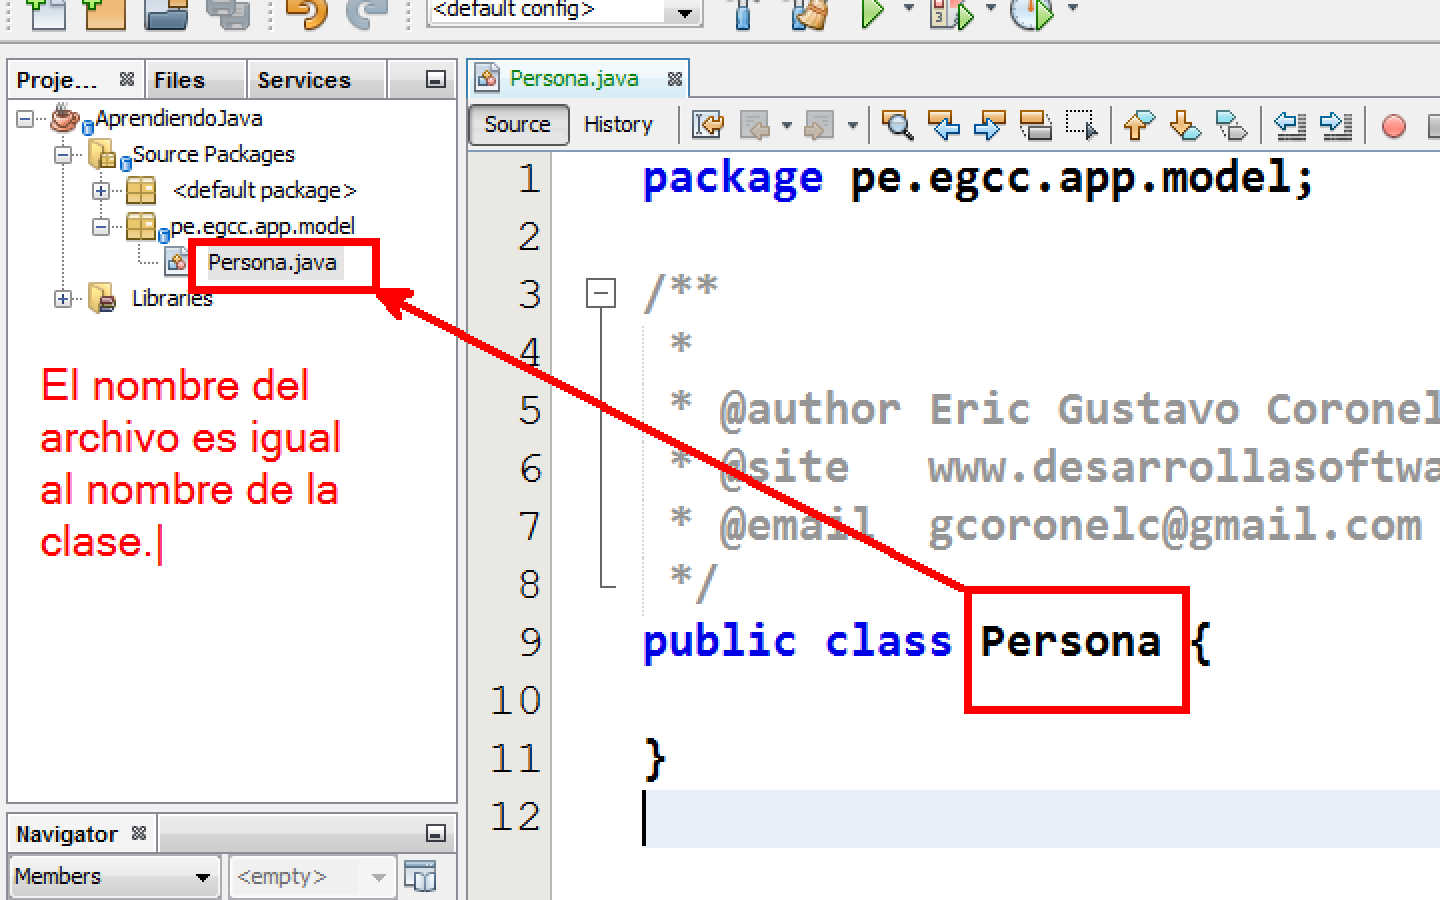 <default config>
Proje...
Files
Services
AprendiendoJava
Source Packages
<default package>
pe.egcc.app.model
Persona.java
Libraries
El nombre del
archivo es igual
al nombre de la
clase.
Navigator
Members
<empty>
Persona.java
Source
History
1 package pe.egcc.app.model;
2
3 /**
4 *
5 * @author Eric Gustavo Coronel
6 * @site www.desarrollasoftwa
7 * @email gcoronelc@gmail.com
8 */
9 public class Persona {
10
11 }
12